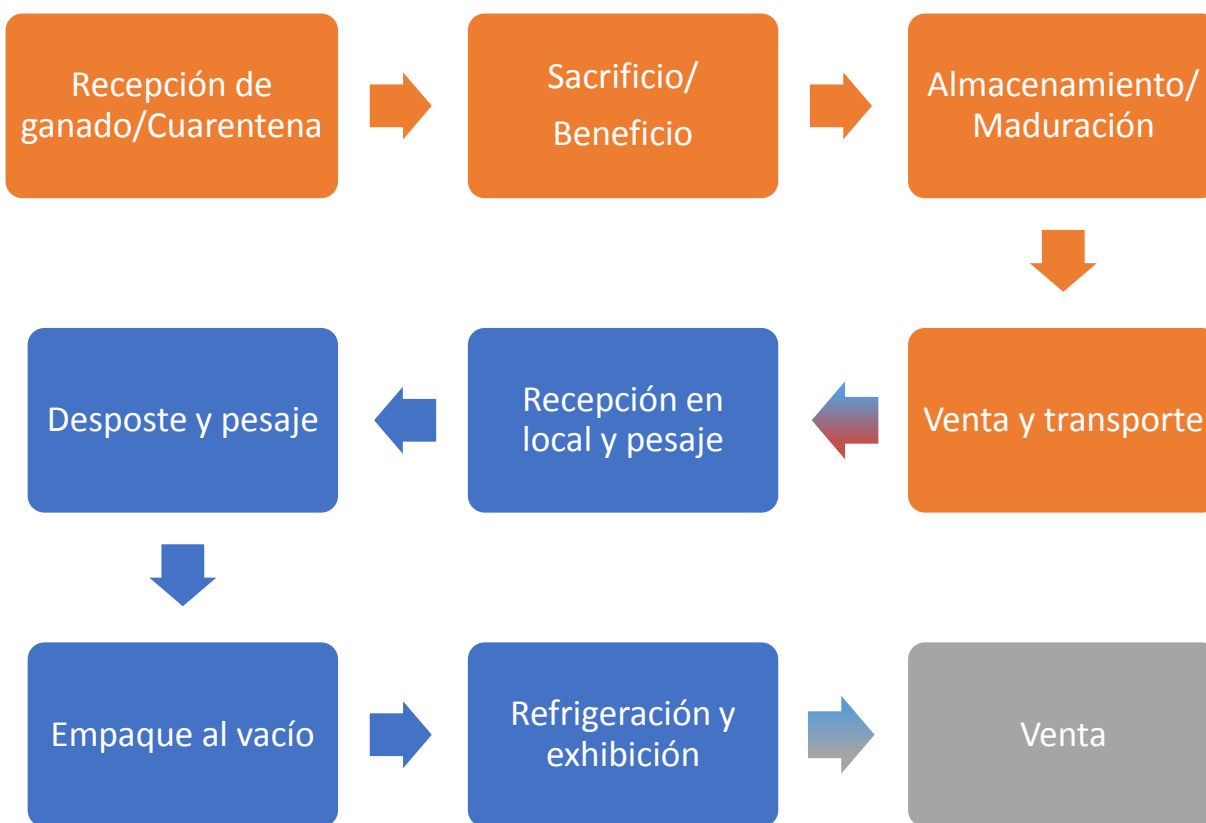 Recepción de
ganado/Cuarentena
Sacrificio/
Beneficio
Almacenamiento/
Maduración
Venta y transporte
Recepción en
local y pesaje
Desposte y pesaje
Empaque al vacío
Refrigeración y
exhibición
Venta